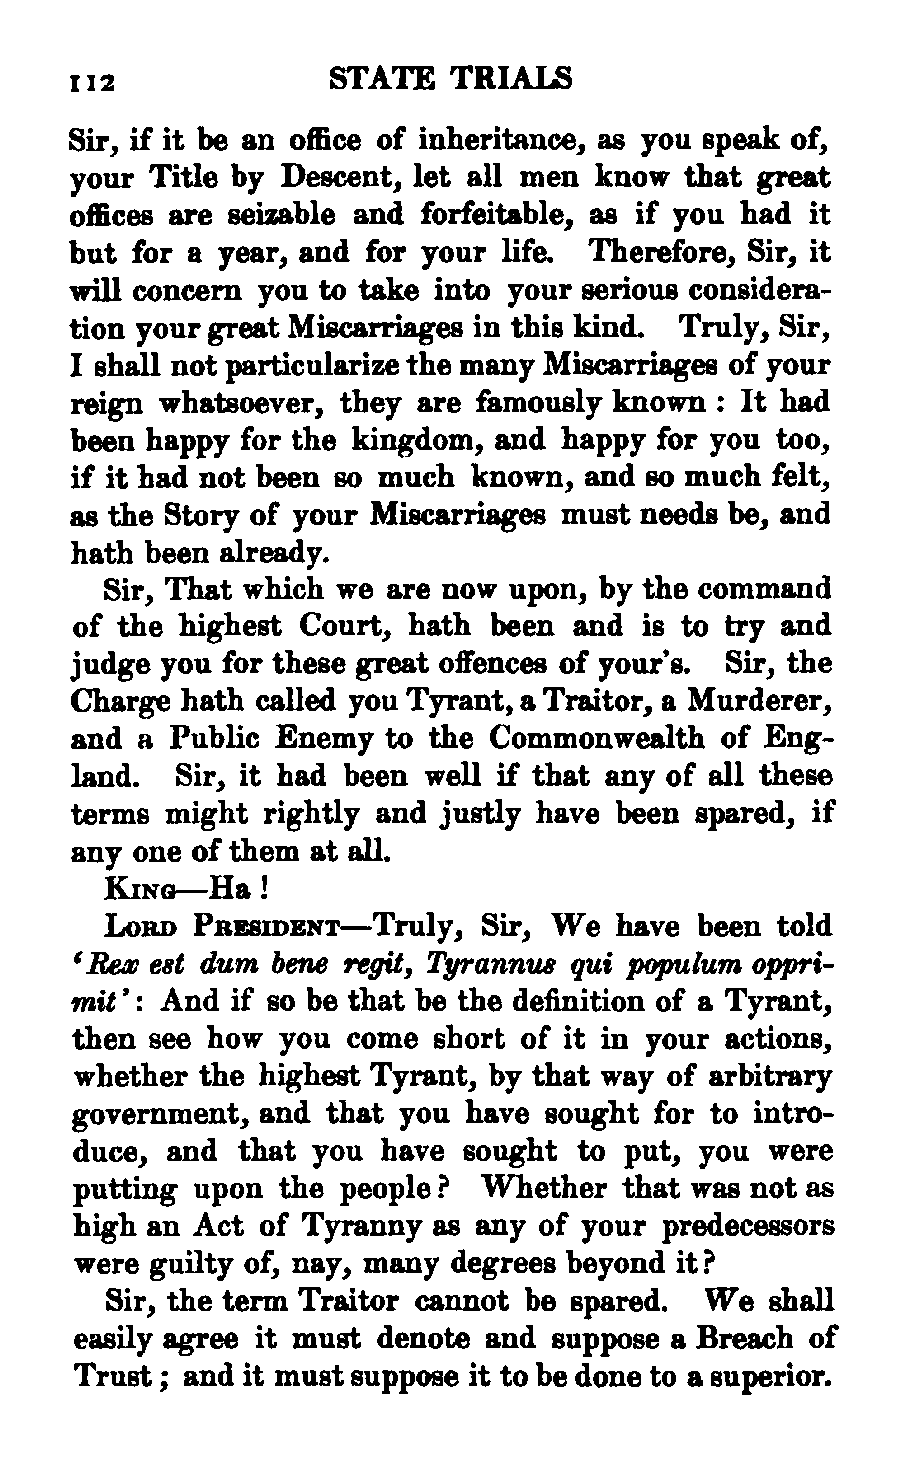 112 STATE TRIALS
Sir, if it be an office of inheritance, as you speak of,
your Title by Descent, let all men know that great
offices are seizable and forfeitable, as if you had it
but for a year, and for your life. Therefore, Sir, it
will concern you to take into your serious considera-
tion your great Miscarriages in this kind. Truly, Sir,
I shall not particularize the many Miscarriages of your
reign whatsoever, they are famously known : It had
been happy for the kingdom, and happy for you too,
if it had not been so much known, and so much felt,
as the Story of your Miscarriages must needs be, and
hath been already.
Sir, That which we are now upon, by the command
of the highest Court, hath been and is to try and
judge you for these great offences of your's. Sir, the
Charge hath called you Tyrant, a Traitor, a Murderer,
and a Public Enemy to the Commonwealth of Eng-
land. Sir, it had been well if that any of all these
terms might rightly and justly have been spared, if
any one of them at all.
KING—Ha !
LORD PRESIDENT—Truly, Sir, We have been told
‘Rex est dum bene regit, Tyrannus qui populum oppri-
mit’ : And if so be that be the definition of a Tyrant,
then see how you come short of it in your actions,
whether the highest Tyrant, by that way of arbitrary
government, and that you have sought for to intro-
duce, and that you have sought to put, you were
putting upon the people? Whether that was not as
high an Act of Tyranny as any of your predecessors
were guilty of, nay, many degrees beyond it?
Sir, the term Traitor cannot be spared. We shall
easily agree it must denote and suppose a Breach of
Trust ; and it must suppose it to be done to a superior.